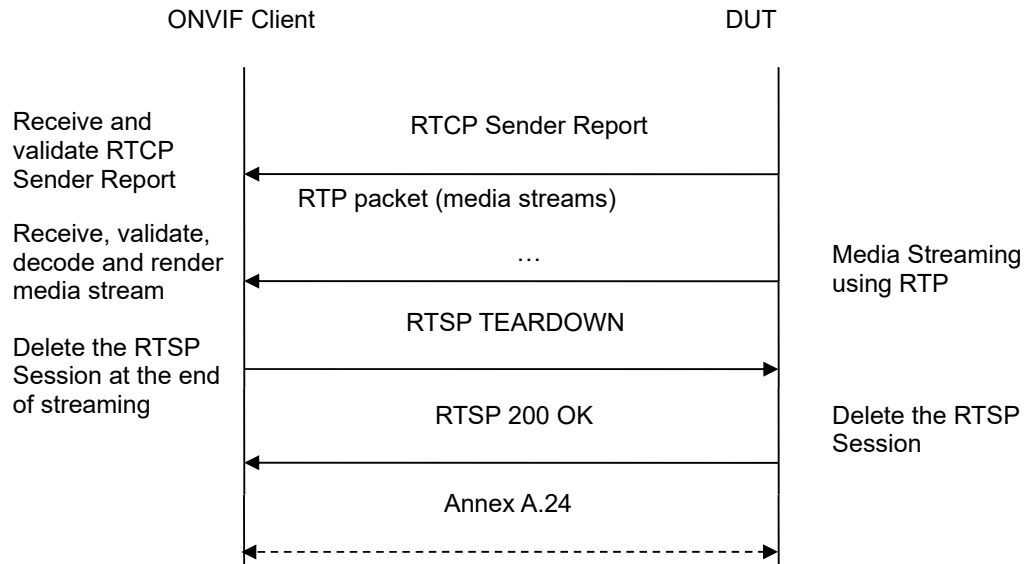 ONVIF Client
DUT
Receive and
validate RTCP
Sender Report
RTCP Sender Report
RTP packet (media streams)
Receive, validate,
decode and render
media stream
…
Media Streaming
using RTP
RTSP TEARDOWN
Delete the RTSP
Session at the end
of streaming
RTSP 200 OK
Delete the RTSP
Session
Annex A.24